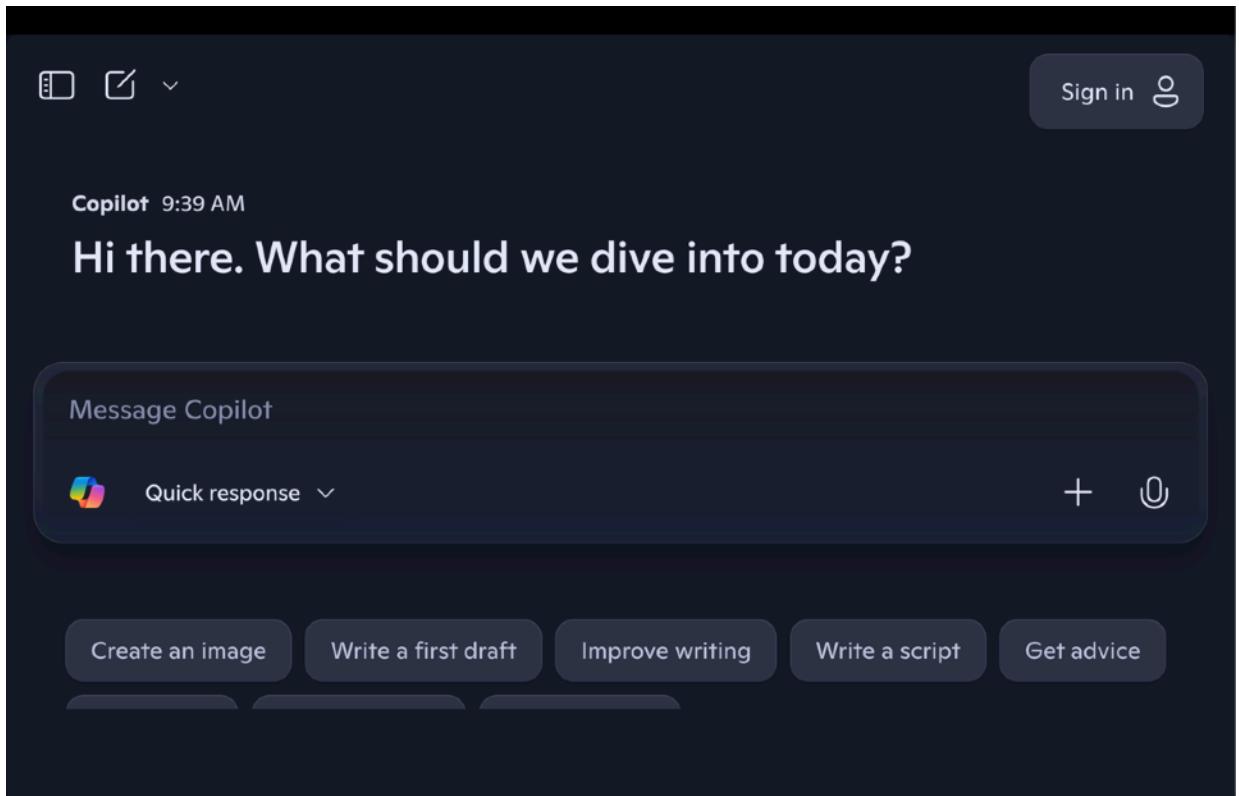 Sign in
Copilot 9:39 AM
Hi there. What should we dive into today?
Message Copilot
Quick response
Create an image
Write a first draft
Improve writing
Write a script
Get advice